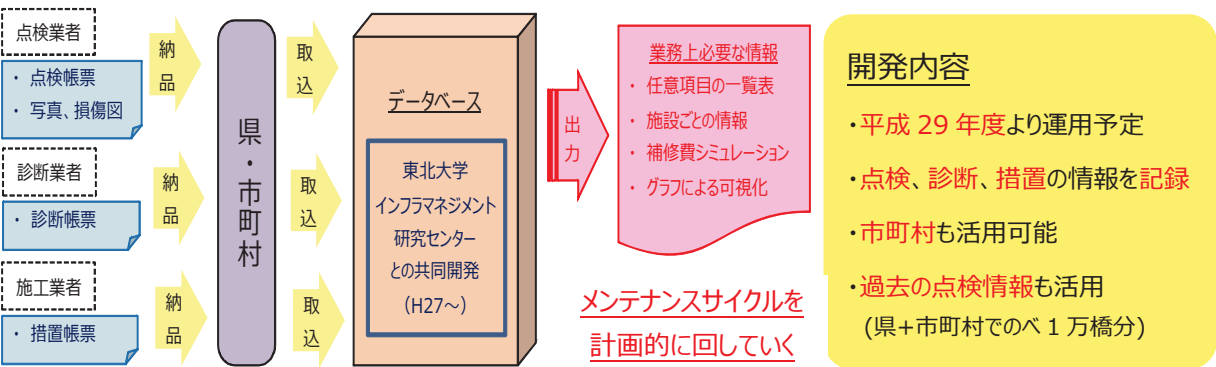 点検業者
・ 点検帳票
・ 写真、損傷図
納品
診断業者
・ 診断帳票
納品
施工業者
・ 措置帳票
納品
県・市町村
取込
取込
取込
データベース
東北大学
インフラマネジメント
研究センター
との共同開発
(H27～)
出力
業務上必要な情報
・ 任意項目の一覧表
・ 施設ごとの情報
・ 補修費シミュレーション
・ グラフによる可視化
メンテナンスサイクルを
計画的に回していく
開発内容
・平成 29 年度より運用予定
・点検、診断、措置の情報を記録
・市町村も活用可能
・過去の点検情報も活用
(県+市町村でのべ 1 万橋分)